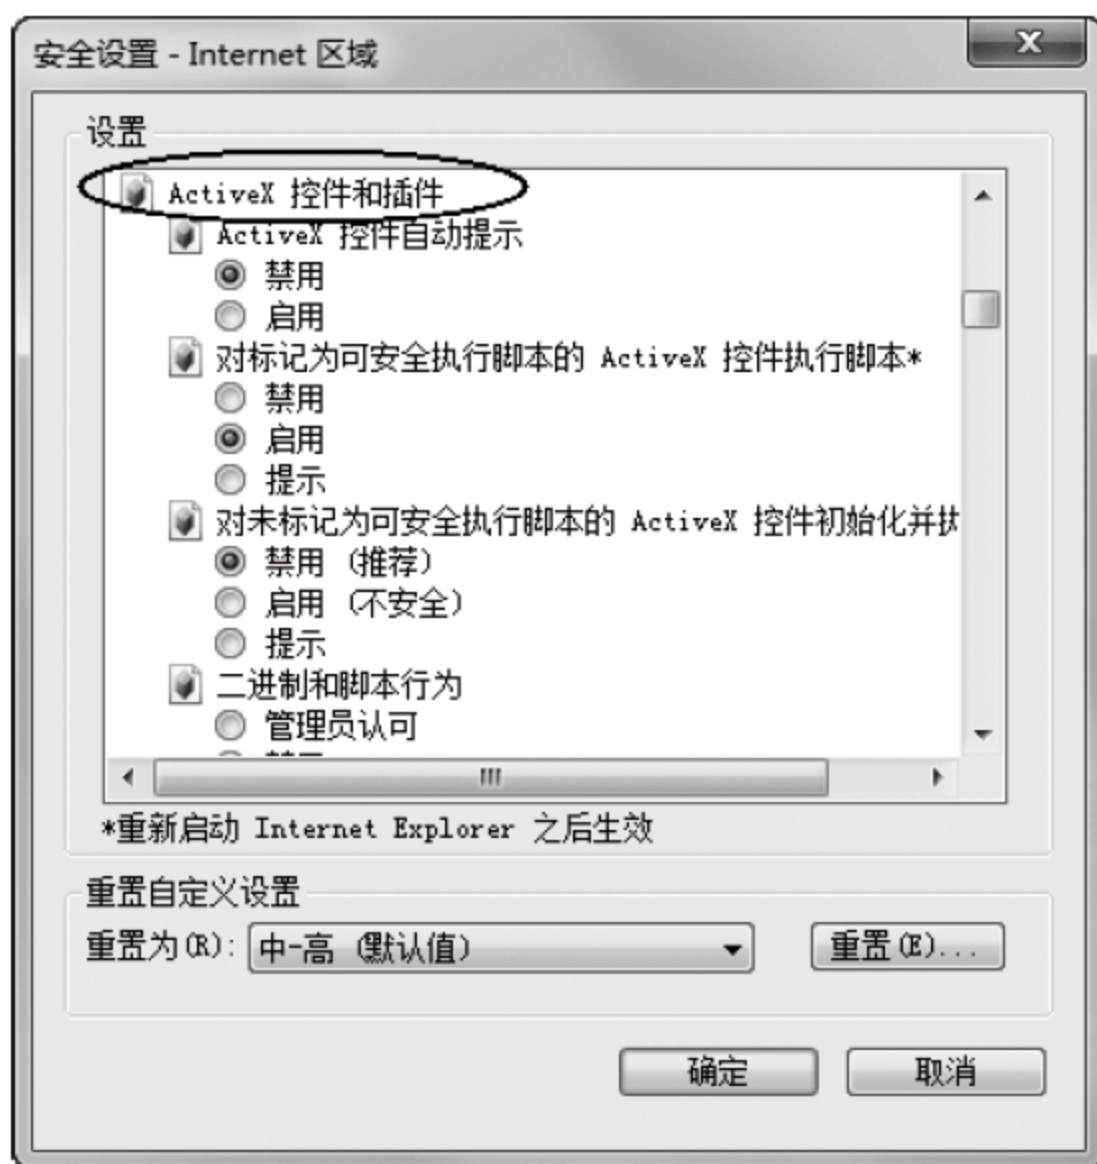 安全设置 - Internet 区域
设置
ActiveX 控件和插件
ActiveX 控件自动提示
禁用
启用
对标记为可安全执行脚本的 ActiveX 控件执行脚本*
禁用
启用
提示
对未标记为可安全执行脚本的 ActiveX 控件初始化并执
禁用 (推荐)
启用 (不安全)
提示
二进制和脚本行为
管理员认可
*重新启动 Internet Explorer 之后生效
重置自定义设置
重置为(R): 中-高 (默认值) 重置(E)...
确定 取消